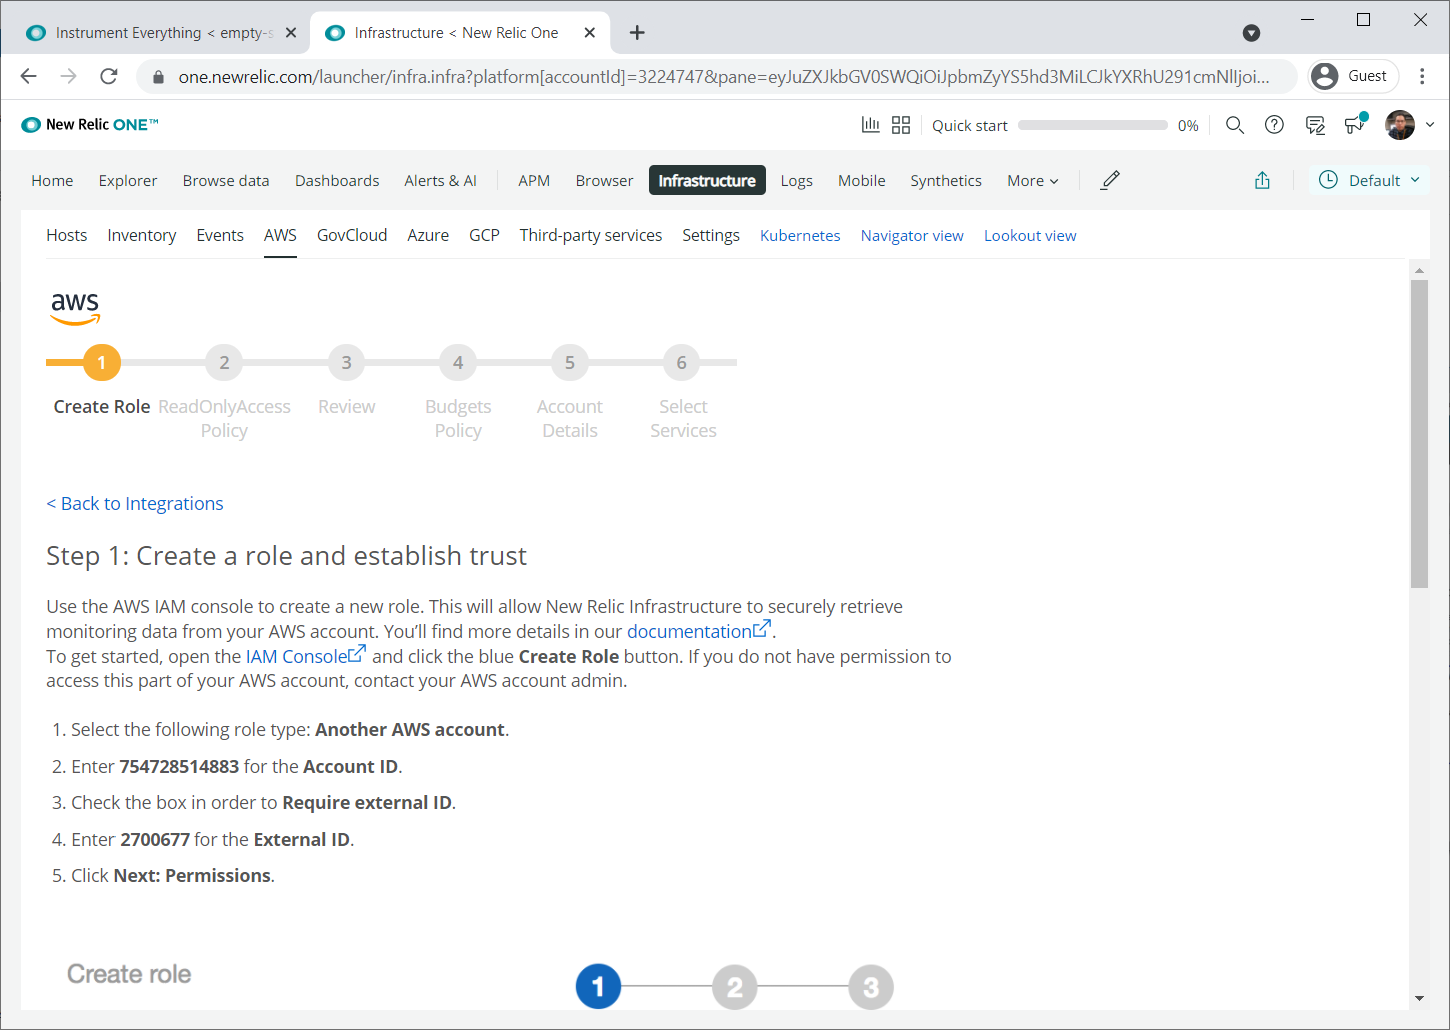 Instrument Everything < empty-s
Infrastructure < New Relic One
one.newrelic.com/launcher/infra.infra?platform[accountId]=3224747&pane=eyJuZXJkbGV0SWQiOiJpbmZyYS5hd3MiLCJkYXRhU291cmNlIjoi...
Guest
New Relic ONE™
Quick start
0%
Home
Explorer
Browse data
Dashboards
Alerts & AI
APM
Browser
Infrastructure
Logs
Mobile
Synthetics
More
Default
Hosts
Inventory
Events
AWS
GovCloud
Azure
GCP
Third-party services
Settings
Kubernetes
Navigator view
Lookout view
aws
1
2
3
4
5
6
Create Role
ReadOnlyAccess
Policy
Review
Budgets
Policy
Account
Details
Select
Services
< Back to Integrations
Step 1: Create a role and establish trust
Use the AWS IAM console to create a new role. This will allow New Relic Infrastructure to securely retrieve
monitoring data from your AWS account. You’ll find more details in our documentation.
To get started, open the IAM Console and click the blue Create Role button. If you do not have permission to
access this part of your AWS account, contact your AWS account admin.
1. Select the following role type: Another AWS account.
2. Enter 754728514883 for the Account ID.
3. Check the box in order to Require external ID.
4. Enter 2700677 for the External ID.
5. Click Next: Permissions.
Create role
1
2
3